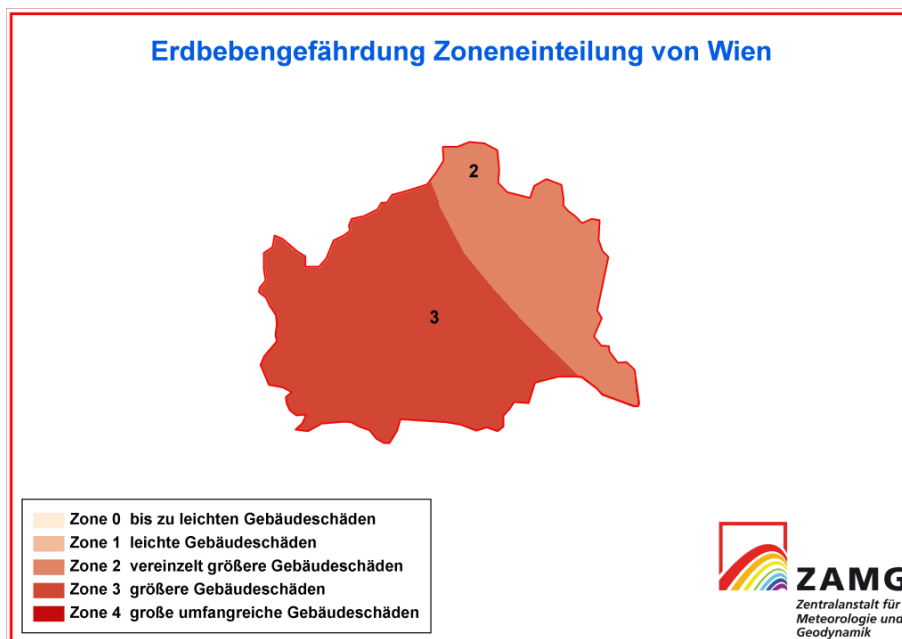 Erdbebengefährdung Zoneneinteilung von Wien
2
3
Zone 0 bis zu leichten Gebäudeschäden
Zone 1 leichte Gebäudeschäden
Zone 2 vereinzelt größere Gebäudeschäden
Zone 3 größere Gebäudeschäden
Zone 4 große umfangreiche Gebäudeschäden
ZAMG
Zentralanstalt für
Meteorologie und
Geodynamik